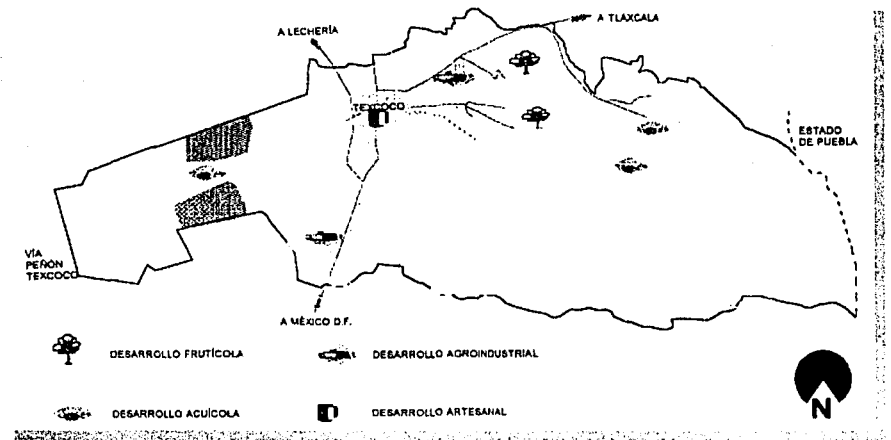 A LECHERÍA
A TLAXCALA
TEXCOCO
ESTADO
DE PUEBLA
VÍA
PEÑÓN
TEXCOCO
A MÉXICO D.F.
DESARROLLO FRUTÍCOLA
DESARROLLO AGROINDUSTRIAL
DESARROLLO ACUÍCOLA
DESARROLLO ARTESANAL
N